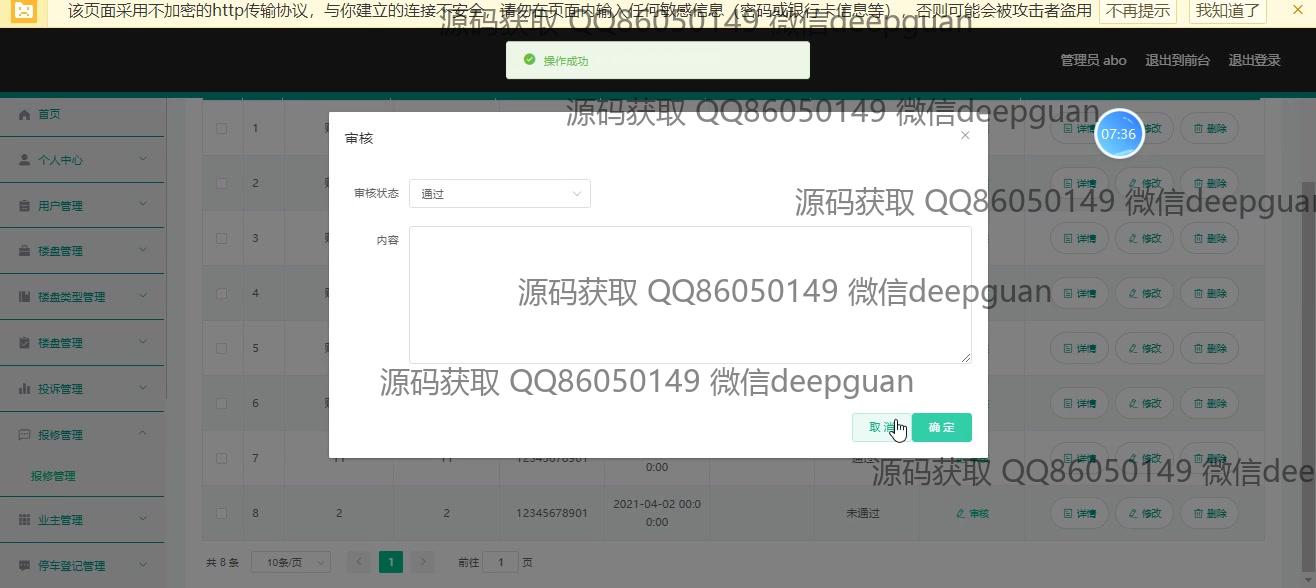 该页面采用不加密的http传输协议，与你建立的连接不安全。请勿在页面内输入任何敏感信息（密码或银行卡信息等），否则可能会被攻击者盗用
不再提示
我知道了
源码获取 QQ86050149 微信deepguan
操作成功
管理员 abo
退出到前台
退出登录
首页
个人中心
用户管理
楼盘管理
楼盘类型管理
楼盘管理
投诉管理
报修管理
报修管理
业主管理
停车登记管理
源码获取 QQ86050149 微信deepguan
07:36
审核
审核状态
通过
内容
取消
确定
源码获取 QQ86050149 微信deepguan
源码获取 QQ86050149 微信deepguan
源码获取 QQ86050149 微信deepguan
源码获取 QQ86050149 微信dee
1 详情 修改 删除
2 详情 修改 删除
3 详情 修改 删除
4 详情 修改 删除
5 详情 修改 删除
6 详情 修改 删除
7 11 11 12345678901 0:00 通过 详情 修改 删除
8 2 2 12345678901 2021-04-02 00:0 未通过 审核 详情 修改 删除
0:00
共 8 条 10条/页 1 前往 1 页